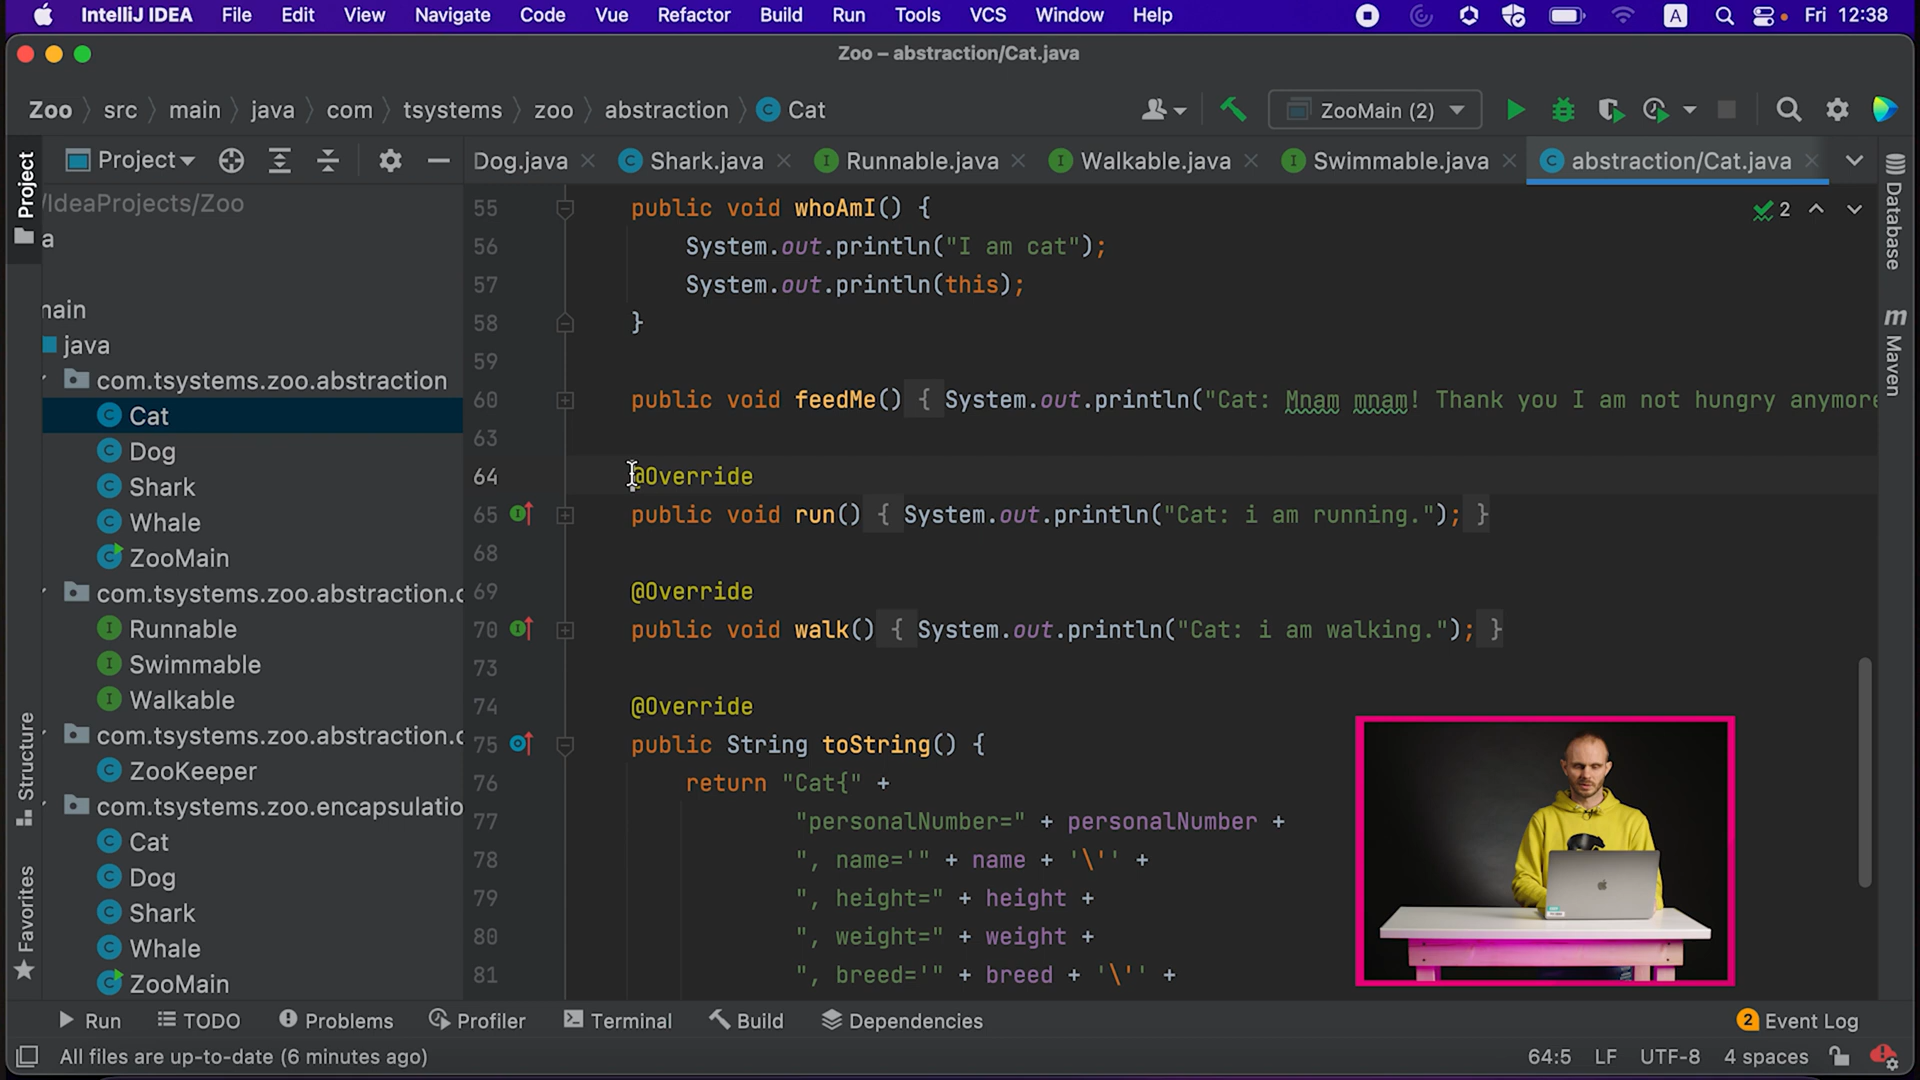 IntelliJ IDEA File Edit View Navigate Code Vue Refactor Build Run Tools VCS Window Help A Fri 12:38
Zoo – abstraction/Cat.java
Zoo src main java com tsystems zoo abstraction Cat ZooMain (2)
Project
Project Dog.java Shark.java Runnable.java Walkable.java Swimmable.java abstraction/Cat.java
Database
Maven
Structure
Favorites
/IdeaProjects/Zoo
a
main
java
com.tsystems.zoo.abstraction
Cat
Dog
Shark
Whale
ZooMain
com.tsystems.zoo.abstraction.c
Runnable
Swimmable
Walkable
com.tsystems.zoo.abstraction.c
ZooKeeper
com.tsystems.zoo.encapsulatio
Cat
Dog
Shark
Whale
ZooMain
2
55 public void whoAmI() {
56 System.out.println("I am cat");
57 System.out.println(this);
58 }
59
60 public void feedMe() { System.out.println("Cat: Mnam mnam! Thank you I am not hungry anymore
63
64 @Override
65 public void run() { System.out.println("Cat: i am running."); }
68
69 @Override
70 public void walk() { System.out.println("Cat: i am walking."); }
73
74 @Override
75 public String toString() {
76 return "Cat{" +
77 "personalNumber=" + personalNumber +
78 ", name='" + name + '\'' +
79 ", height=" + height +
80 ", weight=" + weight +
81 ", breed='" + breed + '\'' +
Run TODO Problems Profiler Terminal Build Dependencies 2 Event Log
All files are up-to-date (6 minutes ago) 64:5 LF UTF-8 4 spaces